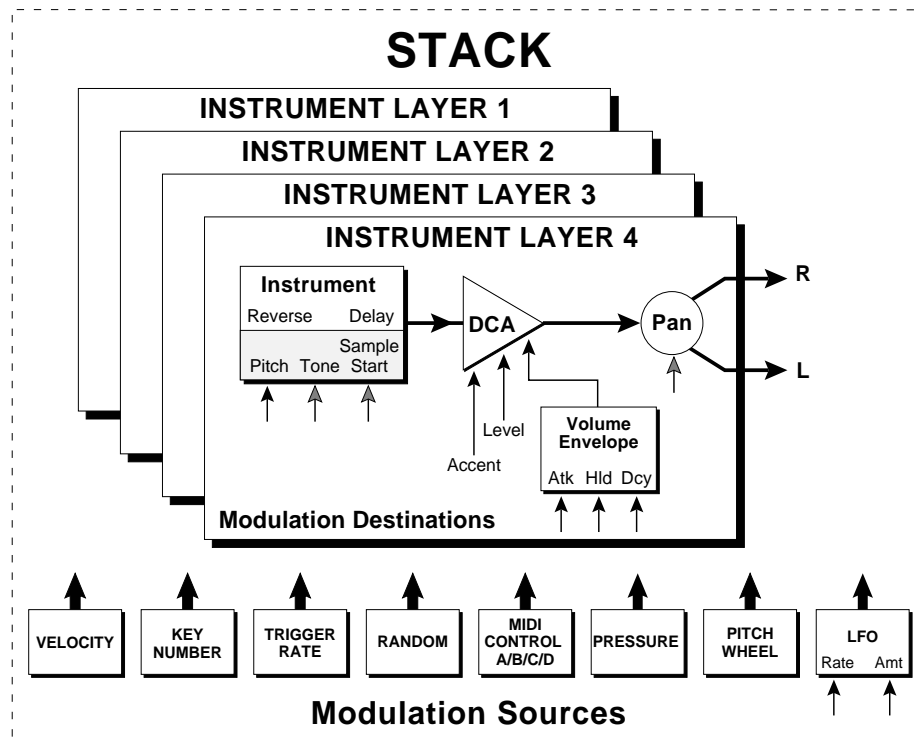 STACK
INSTRUMENT LAYER 1
INSTRUMENT LAYER 2
INSTRUMENT LAYER 3
INSTRUMENT LAYER 4
Instrument
Reverse Delay
Pitch Tone Sample Start
DCA
Pan
R
L
Level
Accent
Volume
Envelope
Atk Hld Dcy
Modulation Destinations
VELOCITY
KEY
NUMBER
TRIGGER
RATE
RANDOM
MIDI
CONTROL
A/B/C/D
PRESSURE
PITCH
WHEEL
LFO
Rate Amt
Modulation Sources